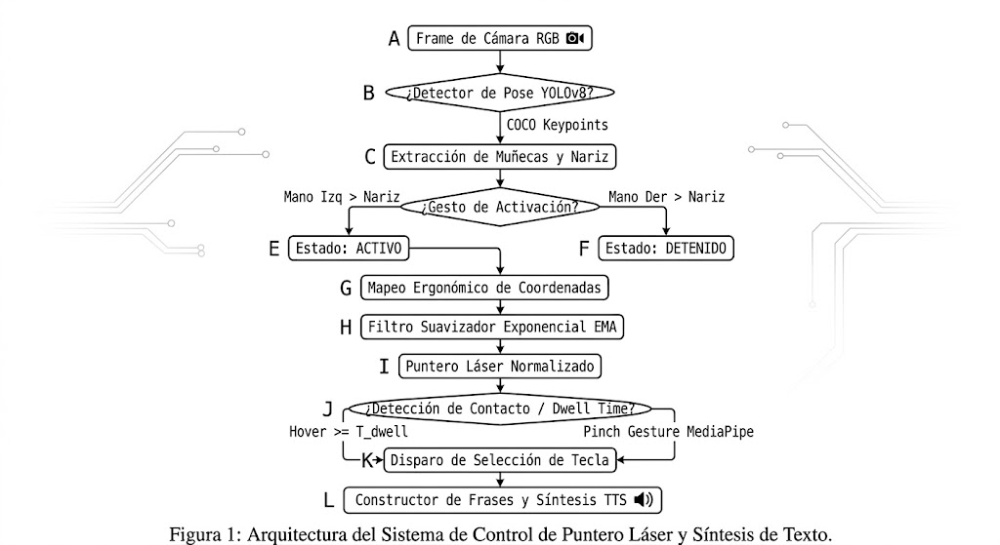 A Frame de Cámara RGB
B ¿Detector de Pose YOLOv8?
COCO Keypoints
C Extracción de Muñecas y Nariz
Mano Izq > Nariz
Mano Der > Nariz
¿Gesto de Activación?
E Estado: ACTIVO
F Estado: DETENIDO
G Mapeo Ergonómico de Coordenadas
H Filtro Suavizador Exponencial EMA
I Puntero Láser Normalizado
J ¿Detección de Contacto / Dwell Time?
Hover >= T_dwell
Pinch Gesture MediaPipe
K Disparo de Selección de Tecla
L Constructor de Frases y Síntesis TTS
Figura 1: Arquitectura del Sistema de Control de Puntero Láser y Síntesis de Texto.